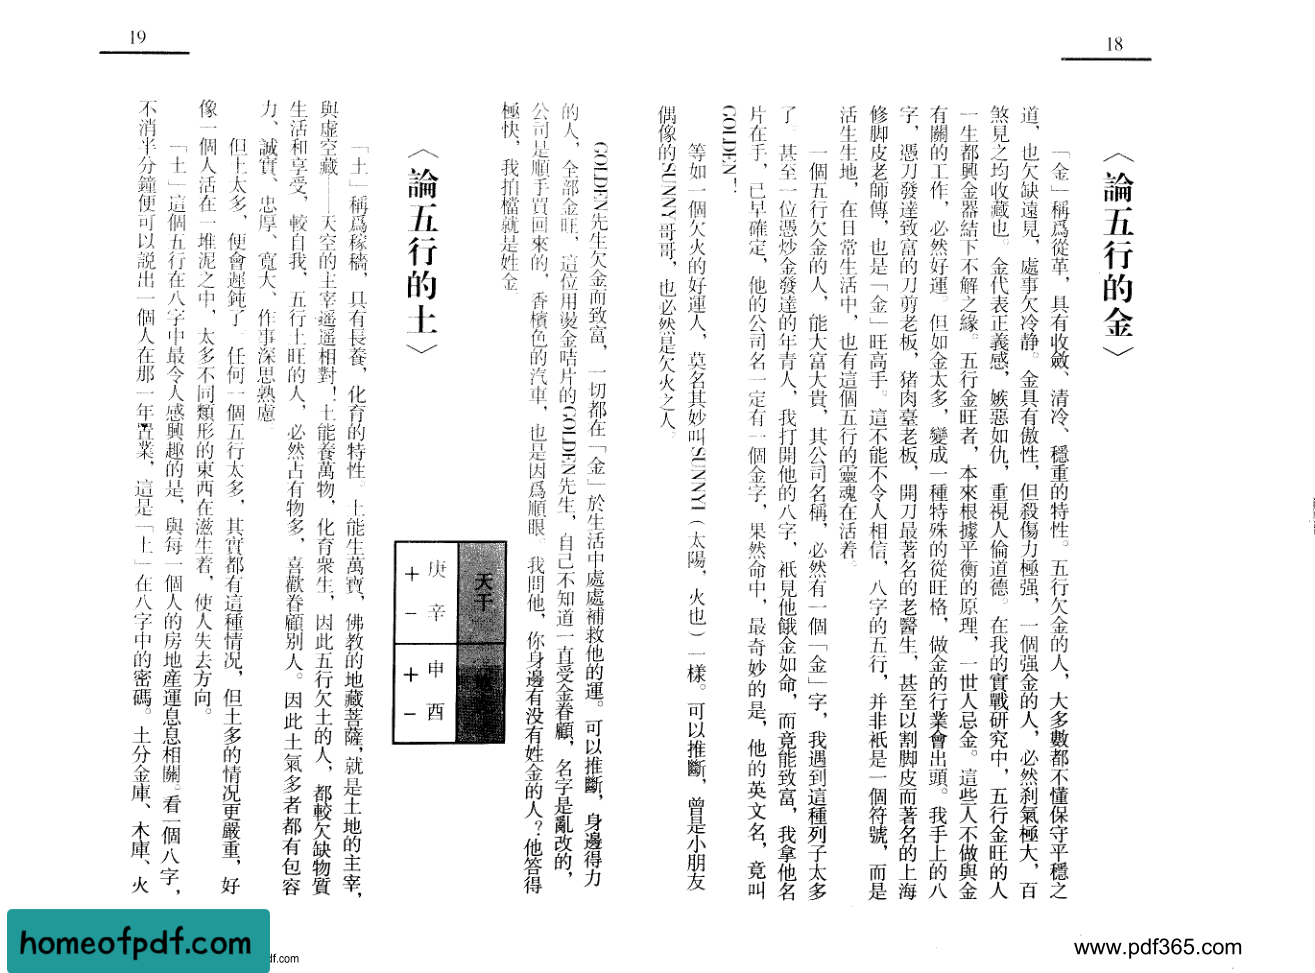 18
〈論五行的金〉
「金」稱爲從革，具有收斂、清冷、穩重的特性。五行欠金的人，大多數都不懂保守平穩之
道，也欠缺遠見，處事欠冷静。金具有傲性，但殺傷力極强，一個强金的人，必然刹氣極大，百
煞見之均收藏也。金代表正義感，嫉惡如仇，重視人倫道德。在我的實戰研究中，五行金旺的人
一生都興金器結下不解之緣。五行金旺者，本來根據平衡的原理，一世人忌金。這些人不做與金
有關的工作，必然好運。但如金太多，變成一種特殊的從旺格，做金的行業會出頭。我手上的八
字，憑刀發達致富的刀剪老板，猪肉臺老板，開刀最著名的老醫生，甚至以割脚皮而著名的上海
修脚皮老師傅，也是「金」旺高手。這不能不令人相信，八字的五行，并非衹是一個符號，而是
活生生地，在日常生活中，也有這個五行的靈魂在活着。
一個五行欠金的人，能大富大貴，其公司名稱，必然有一個「金」字，我遇到這種列子太多
了。甚至一位憑炒金發達的年青人，我打開他的八字，衹見他餓金如命，而竟能致富，我拿他名
片在手，已早確定，他的公司名一定有一個金字，果然命中，最奇妙的是，他的英文名，竟叫
GOLDEN！
等如一個欠火的好運人，莫名其妙叫SUNNY！（太陽，火也）一樣。可以推斷，曾是小朋友
偶像的SUNNY哥哥，也必然是欠火之人。
19
GOLDEN先生欠金而致富，一切都在「金」於生活中處處補救他的運。可以推斷，身邊得力
的人，全部金旺，這位用燙金咭片的GOLDEN先生，自己不知道一直受金眷顧，名字是亂改的，
公司是順手買回來的，香檳色的汽車，也是因爲順眼。我問他，你身邊有没有姓金的人？他答得
極快，我拍檔就是姓金
天干
庚 辛
+ −
申 酉
+ −
〈論五行的土〉
「土」稱爲稼穡，具有長養，化育的特性。土能生萬寶，佛教的地藏菩薩，就是土地的主宰，
與虛空藏——天空的主宰遥遥相對！土能養萬物，化育衆生，因此五行欠土的人，都較欠缺物質
生活和享受，較自我，五行土旺的人，必然占有物多，喜歡眷顧别人。因此土氣多者都有包容
力、誠實、忠厚、寬大、作事深思熟慮。
但土太多，便會遲鈍了。任何一個五行太多，其實都有這種情况，但土多的情况更嚴重，好
像一個人活在一堆泥之中，太多不同類形的東西在滋生着，使人失去方向。
「土」這個五行在八字中最令人感興趣的是，與每一個人的房地産運息息相關。看一個八字，
不消半分鐘便可以説出一個人在那一年置業，這是「土」在八字中的密碼。土分金庫、木庫、火
homeofpdf.com
df.com
www.pdf365.com